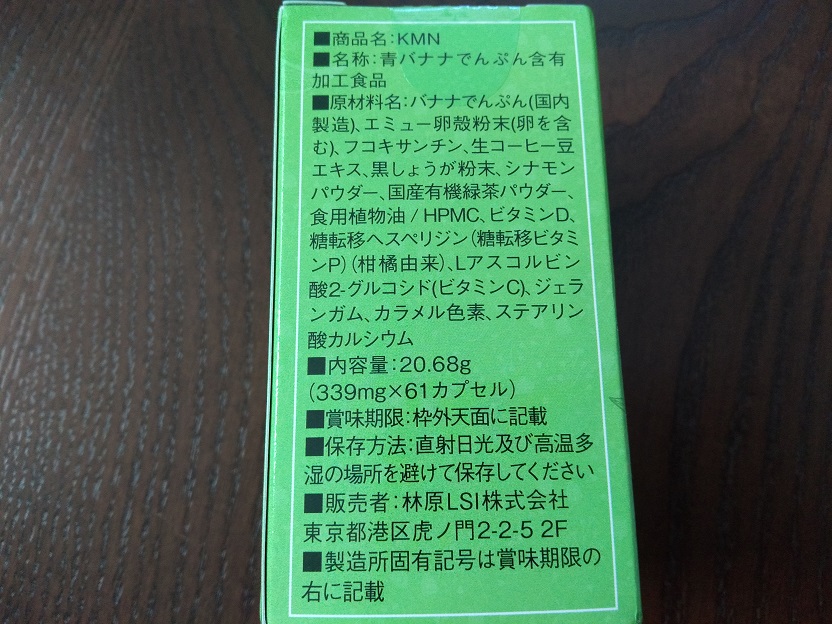 ■商品名:KMN
■名称:青バナナでんぷん含有
加工食品
■原材料名:バナナでんぷん(国内
製造)、エミュー卵殻粉末(卵を含
む)、フコキサンチン、生コーヒー豆
エキス、黒しょうが粉末、シナモン
パウダー、国産有機緑茶パウダー、
食用植物油/HPMC、ビタミンD、
糖転移ヘスペリジン(糖転移ビタミ
ンP)(柑橘由来)、Lアスコルビン
酸2-グルコシド(ビタミンC)、ジェラ
ンガム、カラメル色素、ステアリン
酸カルシウム
■内容量:20.68g
(339mg×61カプセル)
■賞味期限:枠外天面に記載
■保存方法:直射日光及び高温多
湿の場所を避けて保存してください
■販売者:林原LSI株式会社
東京都港区虎ノ門2-2-5 2F
■製造所固有記号は賞味期限の
右に記載